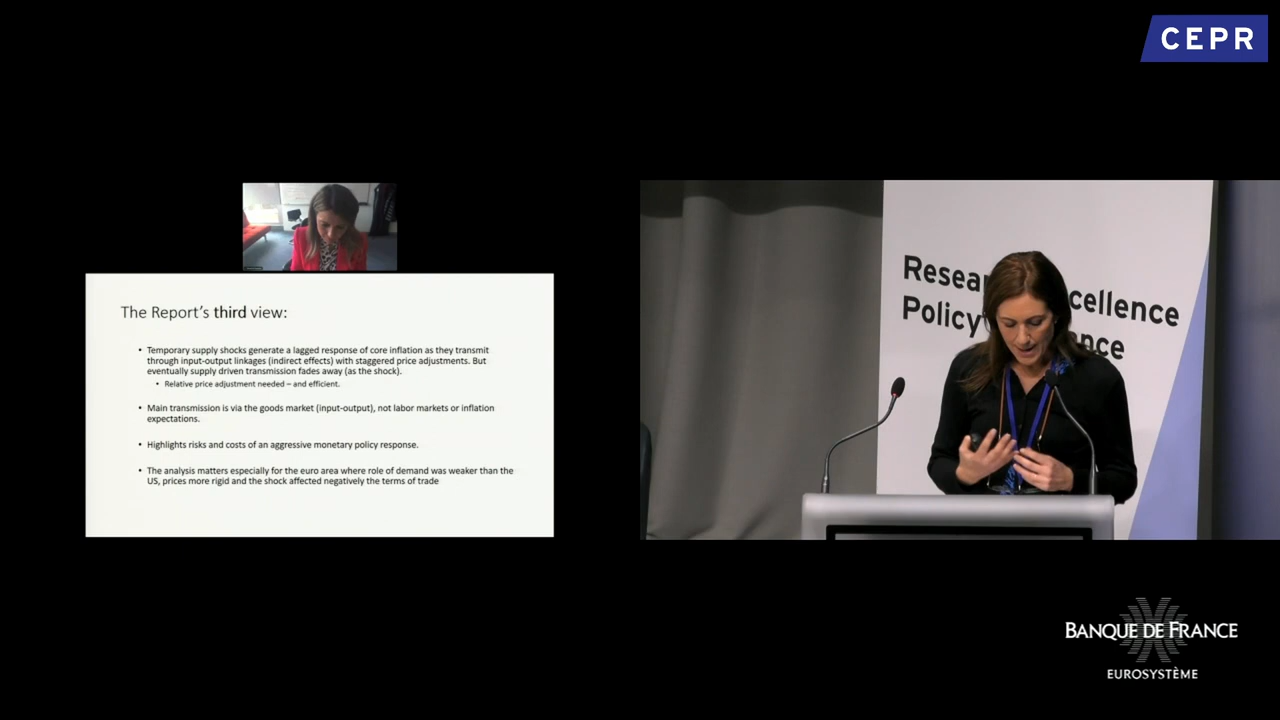 CEPR
The Report's third view:
• Temporary supply shocks generate a lagged response of core inflation as they transmit
through input-output linkages (indirect effects) with staggered price adjustments. But
eventually supply driven transmission fades away (as the shock).
• Relative price adjustment needed – and efficient.
• Main transmission is via the goods market (input-output), not labor markets or inflation
expectations.
• Highlights risks and costs of an aggressive monetary policy response.
• The analysis matters especially for the euro area where role of demand was weaker than the
US, prices more rigid and the shock affected negatively the terms of trade
Resear cellence
Policy ance
BANQUE DE FRANCE
EUROSYSTÈME